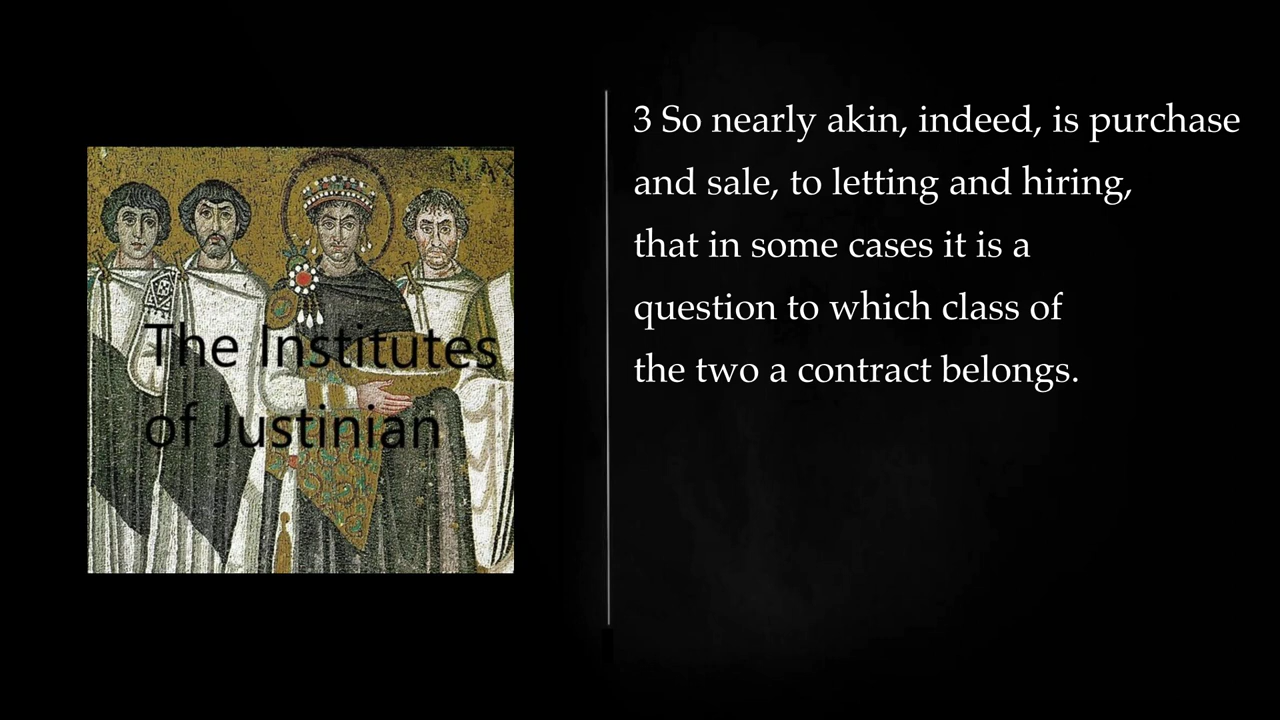 MAX
The Institutes
of Justinian
3 So nearly akin, indeed, is purchase
and sale, to letting and hiring,
that in some cases it is a
question to which class of
the two a contract belongs.